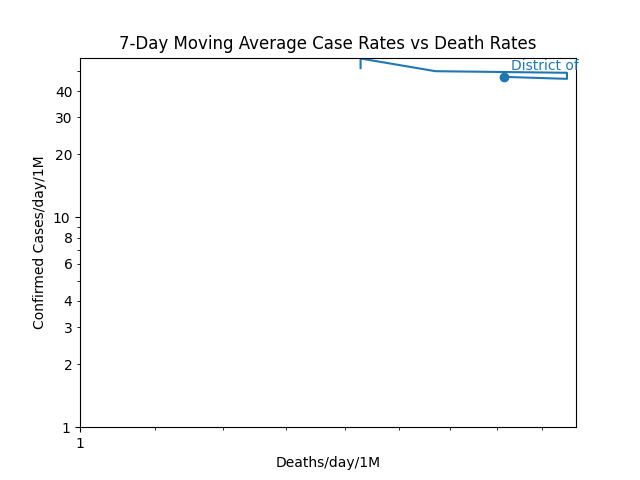 7-Day Moving Average Case Rates vs Death Rates
District of
40
30
20
10
8
6
4
3
2
1
1
Confirmed Cases/day/1M
Deaths/day/1M